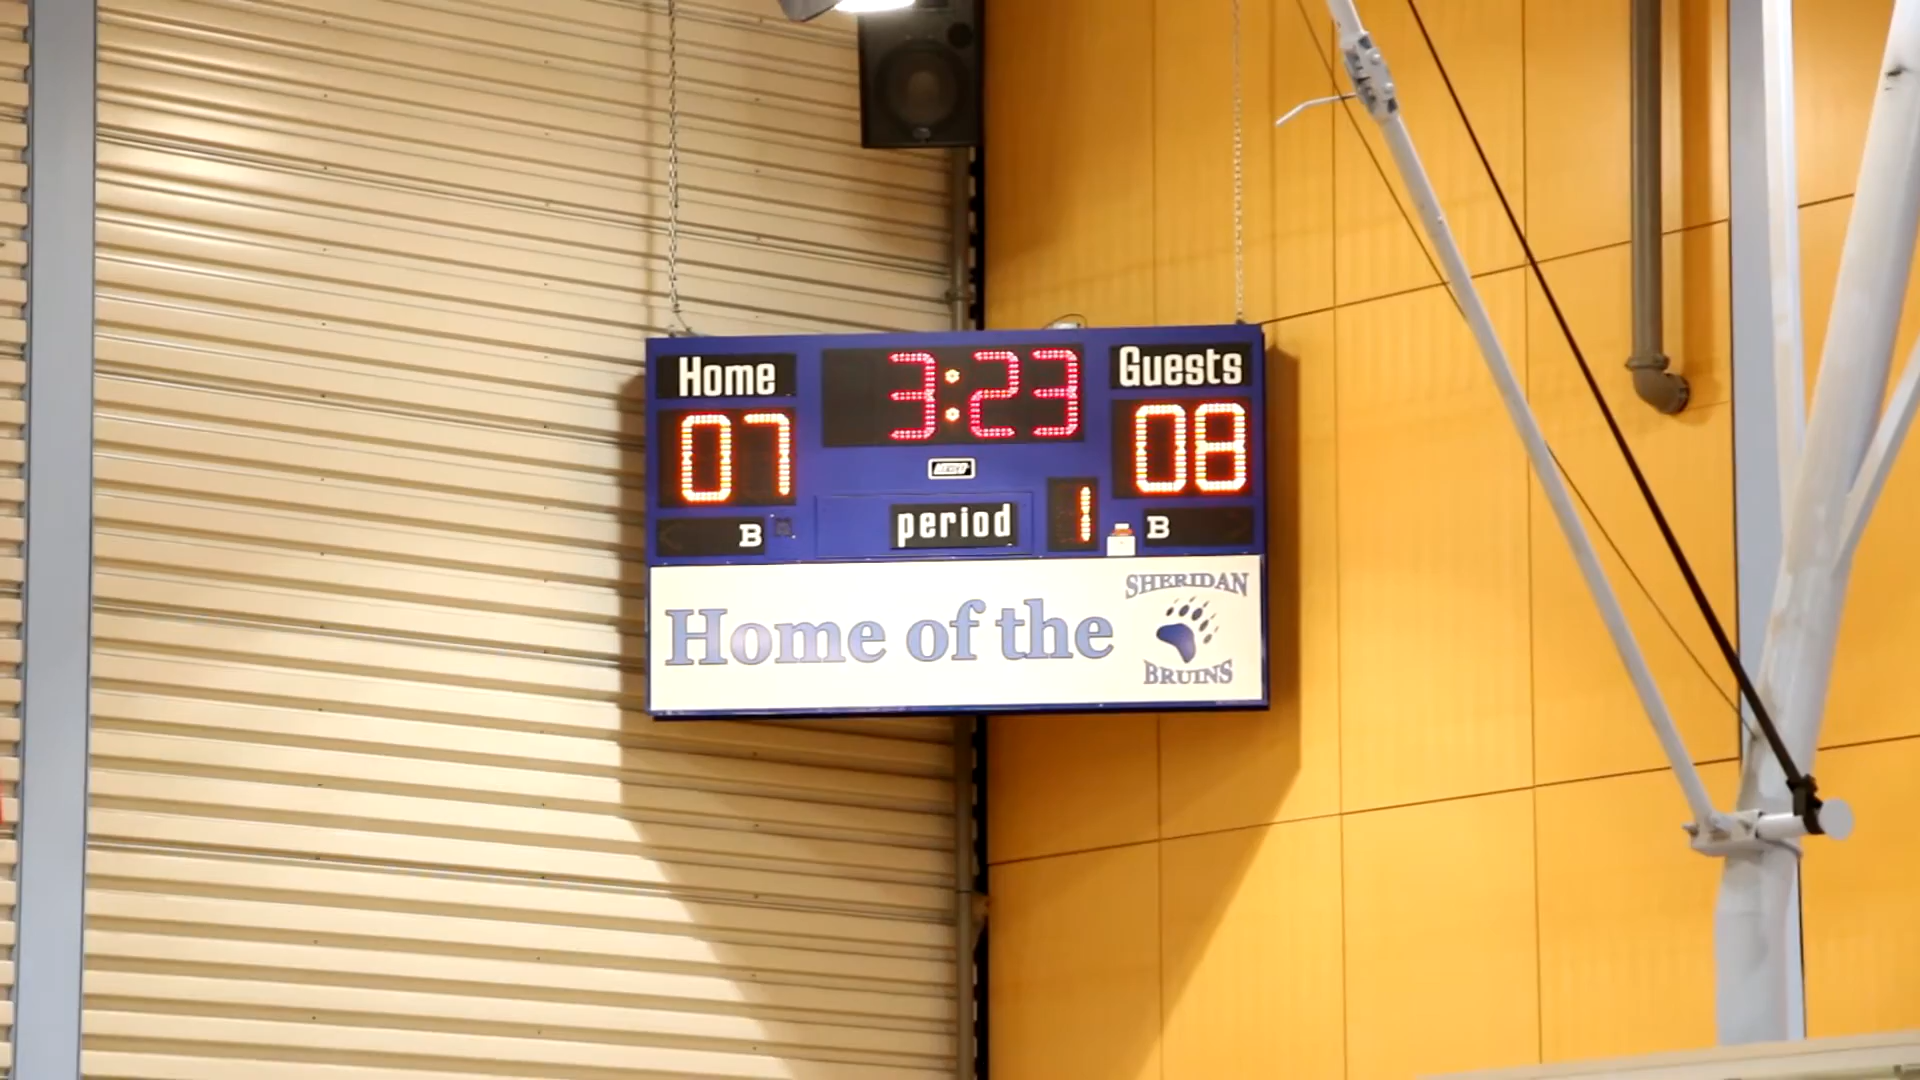 Home 3:23 Guests
07 08
period 1
B B
Home of the
SHERIDAN
BRUINS